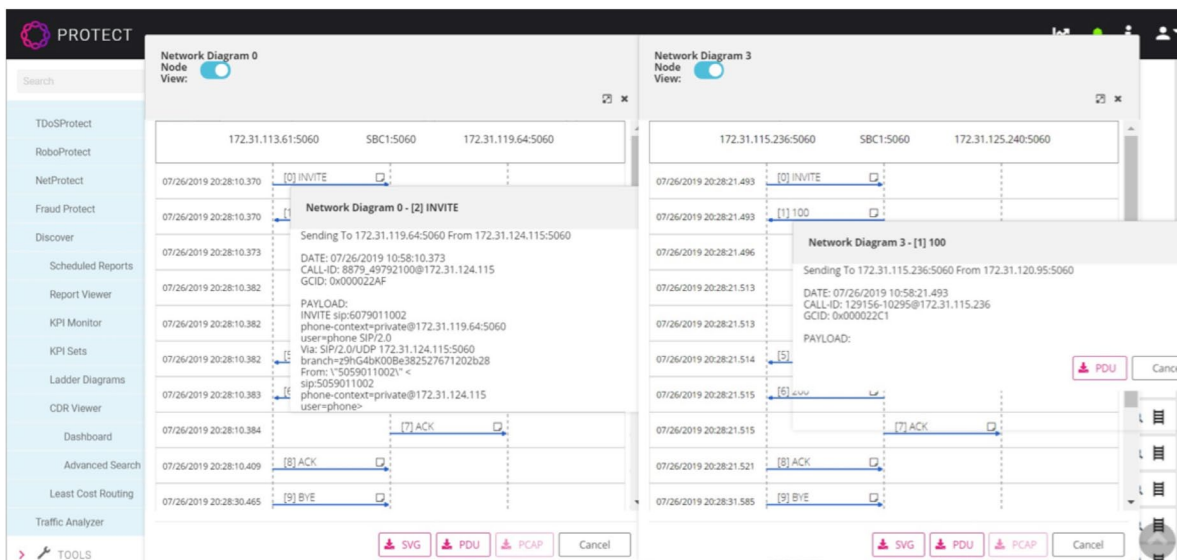 PROTECT
Search
TDoSProtect
RoboProtect
NetProtect
Fraud Protect
Discover
Scheduled Reports
Report Viewer
KPI Monitor
KPI Sets
Ladder Diagrams
CDR Viewer
Dashboard
Advanced Search
Least Cost Routing
Traffic Analyzer
TOOLS
Network Diagram 0
Node
View:
172.31.113.61:5060 SBC1:5060 172.31.119.64:5060
07/26/2019 20:28:10.370 [0] INVITE
07/26/2019 20:28:10.370
07/26/2019 20:28:10.373
07/26/2019 20:28:10.382
07/26/2019 20:28:10.382
07/26/2019 20:28:10.382
07/26/2019 20:28:10.383
07/26/2019 20:28:10.384 [7] ACK
07/26/2019 20:28:10.409 [8] ACK
07/26/2019 20:28:30.465 [9] BYE
Network Diagram 0 - [2] INVITE
Sending To 172.31.119.64:5060 From 172.31.124.115:5060
DATE: 07/26/2019 10:58:10.373
CALL-ID: 8879_49792100@172.31.124.115
GCID: 0x000022AF
PAYLOAD:
INVITE sip:6079011002
phone-context=private@172.31.119.64:5060
user=phone SIP/2.0
Via: SIP/2.0/UDP 172.31.124.115:5060
branch=z9hG4bK00Be382527671202b28
From: \"5059011002\" <
sip:5059011002
phone-context=private@172.31.124.115
user=phone>
SVG PDU PCAP Cancel
Network Diagram 3
Node
View:
172.31.115.236:5060 SBC1:5060 172.31.125.240:5060
07/26/2019 20:28:21.493 [0] INVITE
07/26/2019 20:28:21.493 [1] 100
07/26/2019 20:28:21.496
07/26/2019 20:28:21.513
07/26/2019 20:28:21.513
07/26/2019 20:28:21.514 [5]
07/26/2019 20:28:21.515 [6] 200
07/26/2019 20:28:21.515 [7] ACK
07/26/2019 20:28:21.521 [8] ACK
07/26/2019 20:28:31.585 [9] BYE
Network Diagram 3 - [1] 100
Sending To 172.31.115.236:5060 From 172.31.120.95:5060
DATE: 07/26/2019 10:58:21.493
CALL-ID: 129156-10295@172.31.115.236
GCID: 0x000022C1
PAYLOAD:
PDU
SVG PDU PCAP Cancel